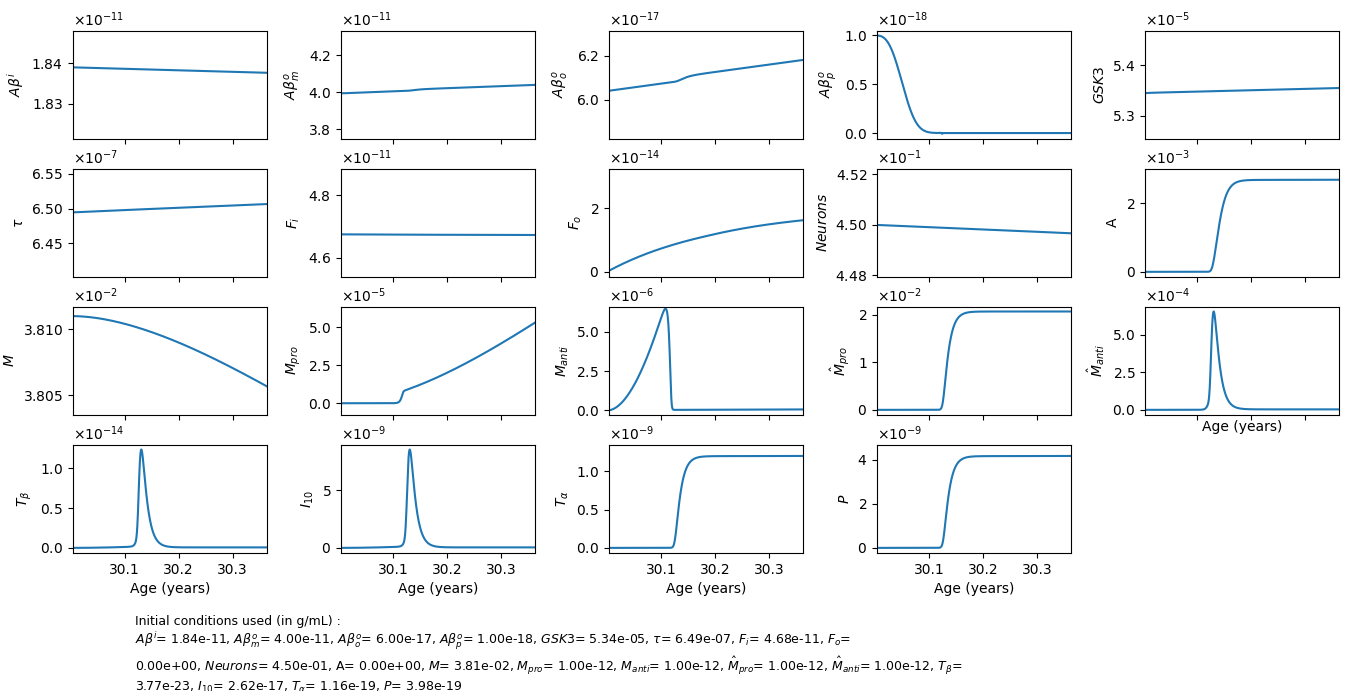 ×10⁻¹¹ ×10⁻¹¹ ×10⁻¹⁷ ×10⁻¹⁸ ×10⁻⁵
Aβⁱ 1.84 1.83
Aβₘᵒ 4.2 4.0 3.8
Aβₒᵒ 6.2 6.0
Aβₚᵒ 1.0 0.5 0.0
GSK3 5.4 5.3
×10⁻⁷ ×10⁻¹¹ ×10⁻¹⁴ ×10⁻¹ ×10⁻³
τ 6.55 6.50 6.45
Fᵢ 4.8 4.6
Fₒ 2 0
Neurons 4.52 4.50 4.48
A 2 0
×10⁻² ×10⁻⁵ ×10⁻⁶ ×10⁻² ×10⁻⁴
M 3.810 3.805
Mₚᵣₒ 5.0 2.5 0.0
M_anti 5.0 2.5 0.0
M̂ₚᵣₒ 2 1 0
M̂_anti 5.0 2.5 0.0
Age (years)
×10⁻¹⁴ ×10⁻⁹ ×10⁻⁹ ×10⁻⁹
Tᵦ 1.0 0.5 0.0
I₁₀ 5 0
T_α 1.0 0.5 0.0
P 4 2 0
30.1 30.2 30.3 30.1 30.2 30.3 30.1 30.2 30.3 30.1 30.2 30.3
Age (years) Age (years) Age (years) Age (years)
Initial conditions used (in g/mL) :
Aβⁱ= 1.84e-11, Aβₘᵒ= 4.00e-11, Aβₒᵒ= 6.00e-17, Aβₚᵒ= 1.00e-18, GSK3= 5.34e-05, τ= 6.49e-07, Fᵢ= 4.68e-11, Fₒ=
0.00e+00, Neurons= 4.50e-01, A= 0.00e+00, M= 3.81e-02, Mₚᵣₒ= 1.00e-12, M_anti= 1.00e-12, M̂ₚᵣₒ= 1.00e-12, M̂_anti= 1.00e-12, Tᵦ=
3.77e-23, I₁₀= 2.62e-17, T_α= 1.16e-19, P= 3.98e-19